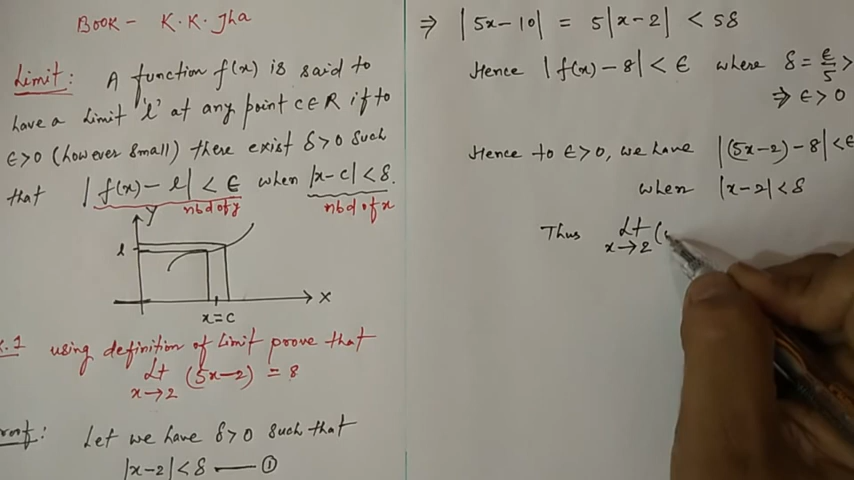 BOOK - K.K. Jha
Limit: A function f(x) is said to
have a Limit 'l' at any point c∈R if to
ϵ>0 (however small) there exist δ>0 such
that |f(x) - l| < ϵ when |x-c| < δ.
nbd of y nbd of x
Y
l
X
x=c
x.1 using definition of Limit prove that
Lt (5x-2) = 8
x→2
roof: Let we have δ>0 such that
|x-2| < δ —— ①
⇒ |5x-10| = 5|x-2| < 5δ
Hence |f(x) - 8| < ϵ where δ = ϵ/5 >
⇒ ϵ>0
Hence to ϵ>0, we have |(5x-2) - 8| < ϵ
when |x-2| < δ
Thus Lt (
x→2